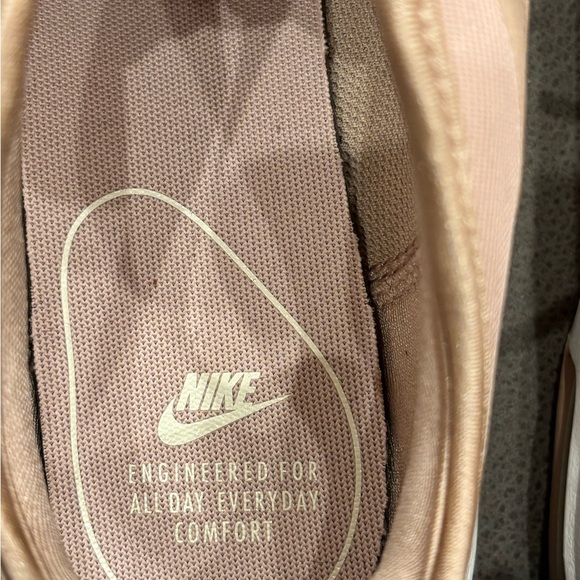 NIKE
ENGINEERED FOR
ALL DAY EVERYDAY
COMFORT